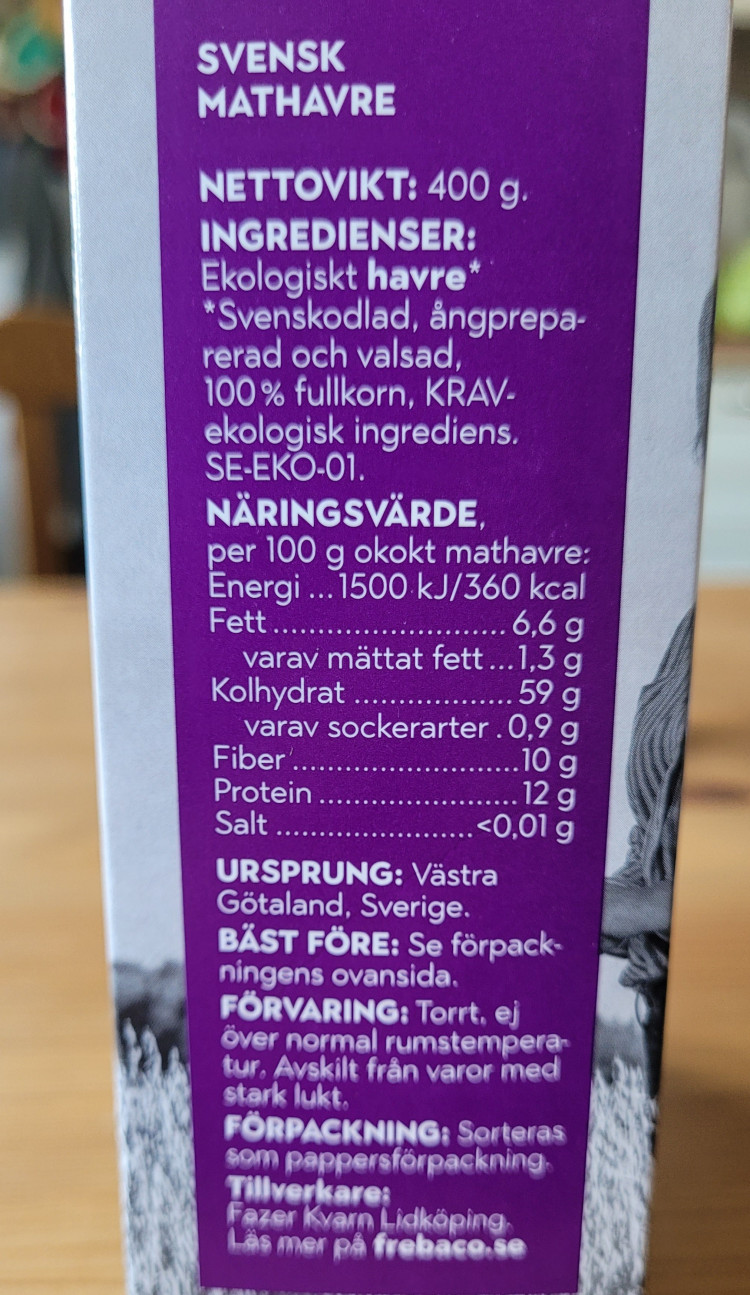 SVENSK
MATHAVRE
NETTOVIKT: 400 g.
INGREDIENSER:
Ekologiskt havre*
*Svenskodlad, ångprepa-
rerad och valsad,
100% fullkorn, KRAV-
ekologisk ingrediens.
SE-EKO-01.
NÄRINGSVÄRDE,
per 100 g okokt mathavre:
Energi ... 1500 kJ/360 kcal
Fett .......................... 6,6 g
varav mättat fett ... 1,3 g
Kolhydrat .................. 59 g
varav sockerarter . 0,9 g
Fiber .......................... 10 g
Protein ...................... 12 g
Salt ...................... <0,01 g
URSPRUNG: Västra
Götaland, Sverige.
BÄST FÖRE: Se förpack-
ningens ovansida.
FÖRVARING: Torrt, ej
över normal rumstempera-
tur. Avskilt från varor med
stark lukt.
FÖRPACKNING: Sorteras
som pappersförpackning.
Tillverkare:
Fazer Kvarn Lidköping.
Läs mer på frebaco.se